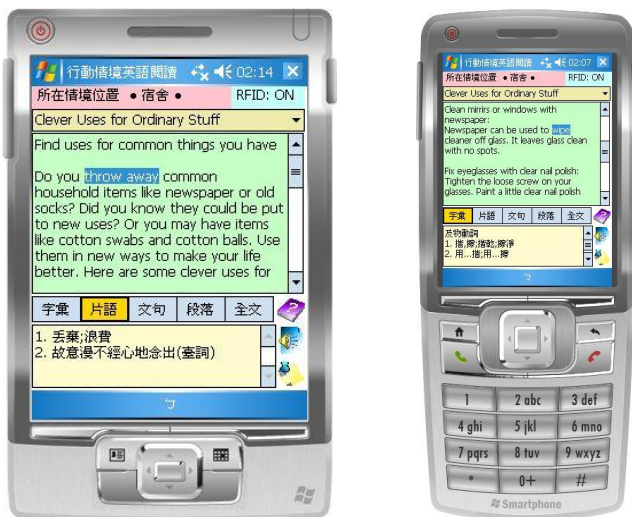 行動情境英語閱讀 02:14
所在情境位置 • 宿舍 • RFID: ON
Clever Uses for Ordinary Stuff
Find uses for common things you have
Do you throw away common
household items like newspaper or old
socks? Did you know they could be put
to new uses? Or you may have items
like cotton swabs and cotton balls. Use
them in new ways to make your life
better. Here are some clever uses for
字彙 片語 文句 段落 全文
1. 丟棄;浪費
2. 故意漫不經心地念出(臺詞)
行動情境英語閱讀 02:07
所在情境位置 • 宿舍 • RFID: ON
Clever Uses for Ordinary Stuff
Clean mirrirs or windows with
newspaper:
Newspaper can be used to wipe
cleaner off glass. It leaves glass clean
with no spots.
Fix eyeglasses with clear nail polish:
Tighten the loose screw on your
glasses. Paint a little clear nail polish
字彙 片語 文句 段落 全文
及物動詞
1. 揩,擦;揩乾;擦淨
2. 用...揩;用...擦
1 2 abc 3 def
4 ghi 5 jkl 6 mno
7 pqrs 8 tuv 9 wxyz
* 0+ #
Smartphone